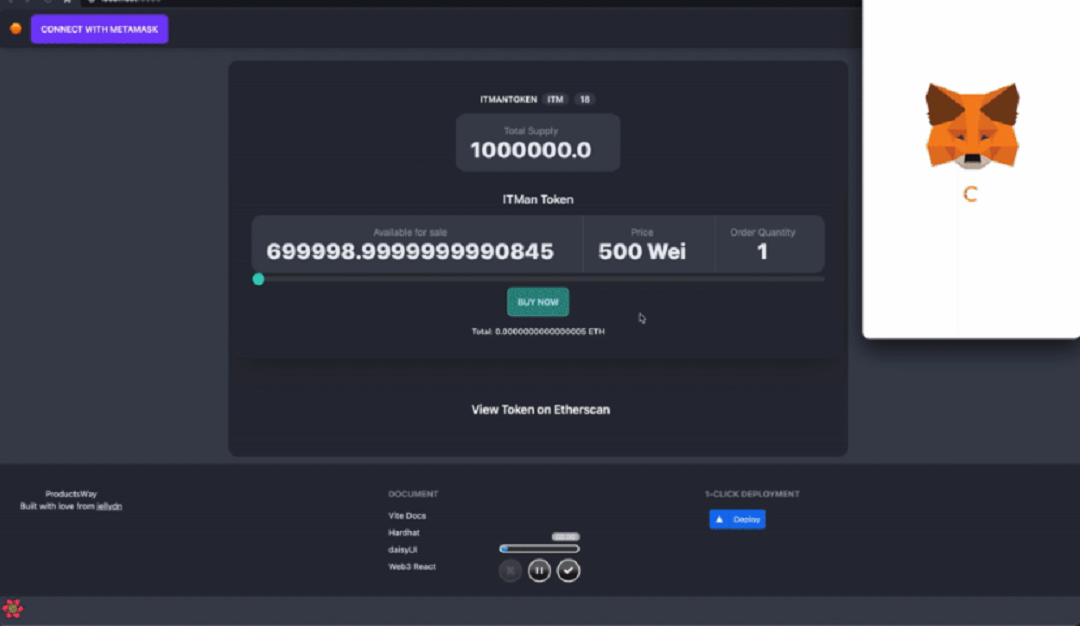 CONNECT WITH METAMASK
ITMANTOKEN ITM 18
Total Supply
1000000.0
ITMan Token
Available for sale Price Order Quantity
699998.9999999990845 500 Wei 1
BUY NOW
Total: 0.0000000000000005 ETH
View Token on Etherscan
ProductsWay
Built with love from jellydn
DOCUMENT
Vite Docs
Hardhat
daisyUI
Web3 React
1-CLICK DEPLOYMENT
Deploy